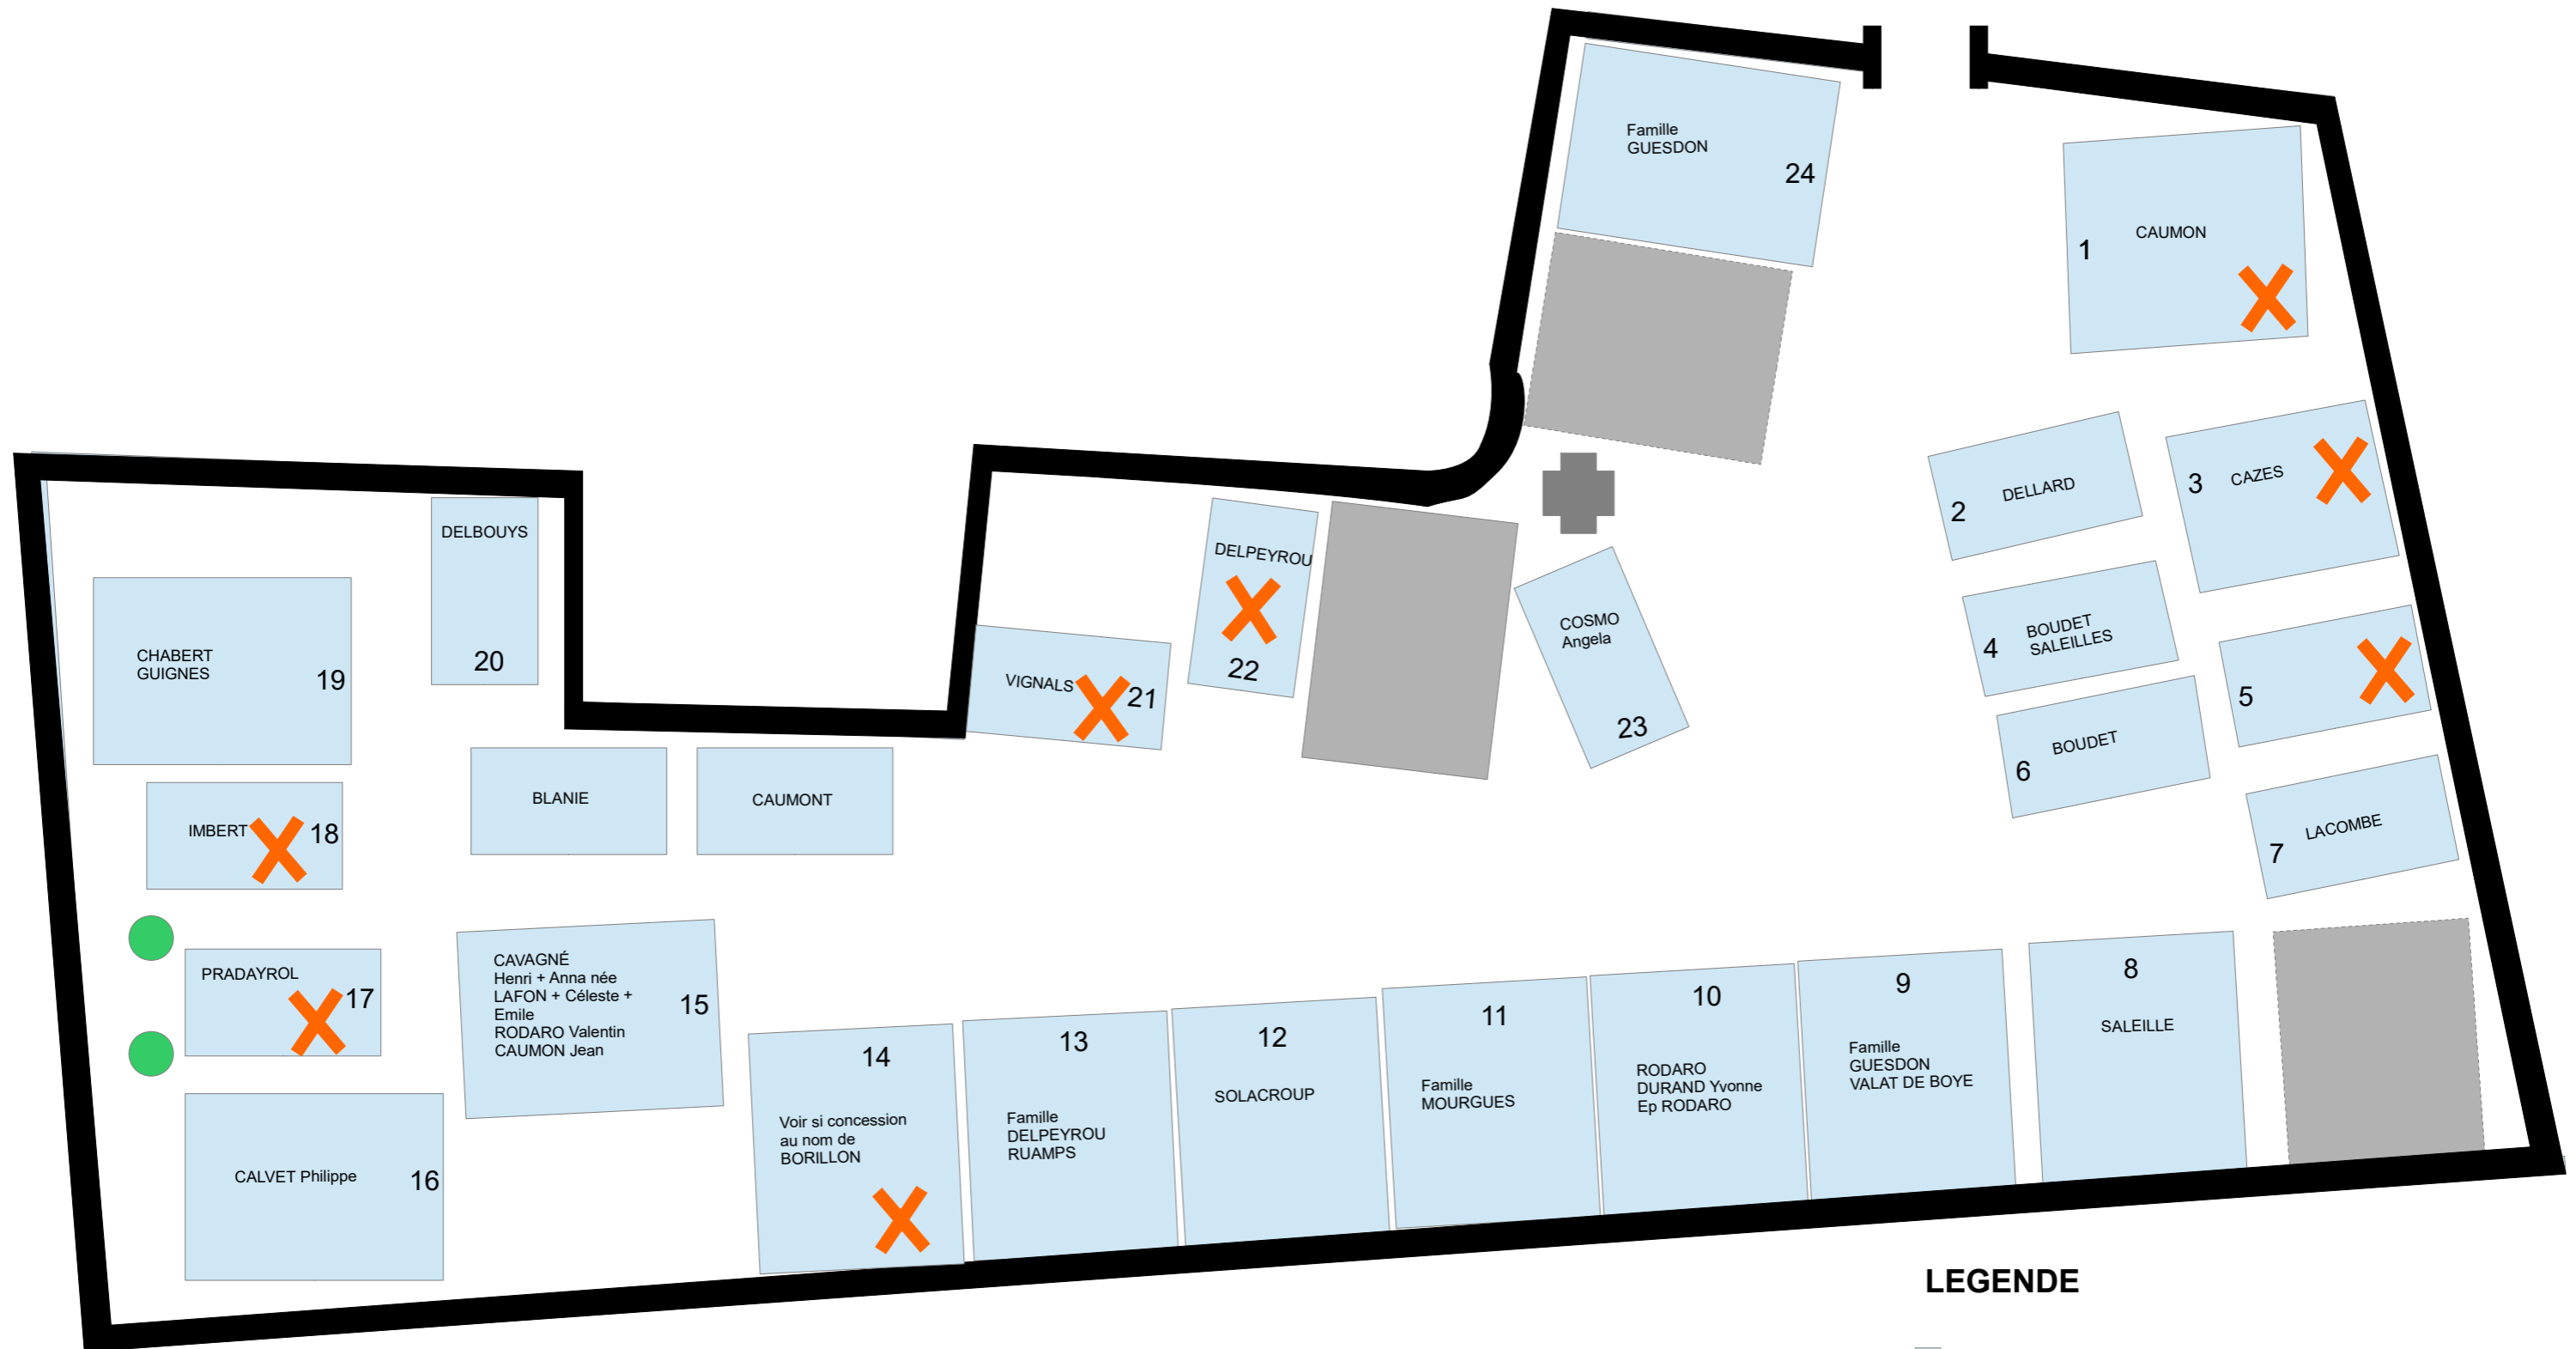 Famille
GUESDON
24
1
CAUMON
2
DELLARD
3
CAZES
DELBOUYS
20
DELPEYROU
22
COSMO
Angela
23
4
BOUDET
SALEILLES
5
CHABERT
GUIGNES
19
VIGNALS
21
6
BOUDET
7
LACOMBE
IMBERT
18
BLANIE
CAUMONT
PRADAYROL
17
CAVAGNÉ
Henri + Anna née
LAFON + Céleste +
Emile
RODARO Valentin
CAUMON Jean
15
14
Voir si concession
au nom de
BORILLON
13
Famille
DELPEYROU
RUAMPS
12
SOLACROUP
11
Famille
MOURGUES
10
RODARO
DURAND Yvonne
Ep RODARO
9
Famille
GUESDON
VALAT DE BOYE
8
SALEILLE
CALVET Philippe
16
LEGENDE